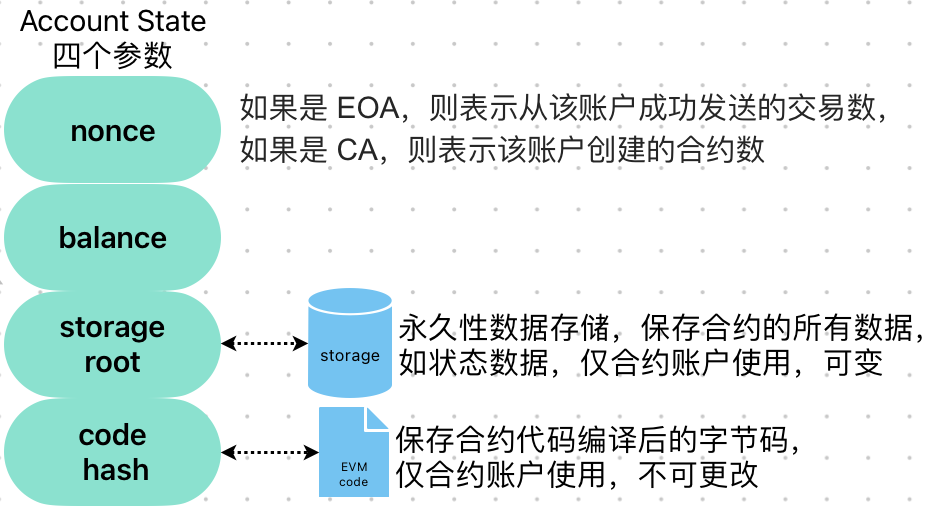 Account State
四个参数
nonce
如果是 EOA，则表示从该账户成功发送的交易数，
如果是 CA，则表示该账户创建的合约数
balance
storage
root
storage
永久性数据存储，保存合约的所有数据，
如状态数据，仅合约账户使用，可变
code
hash
EVM
code
保存合约代码编译后的字节码，
仅合约账户使用，不可更改